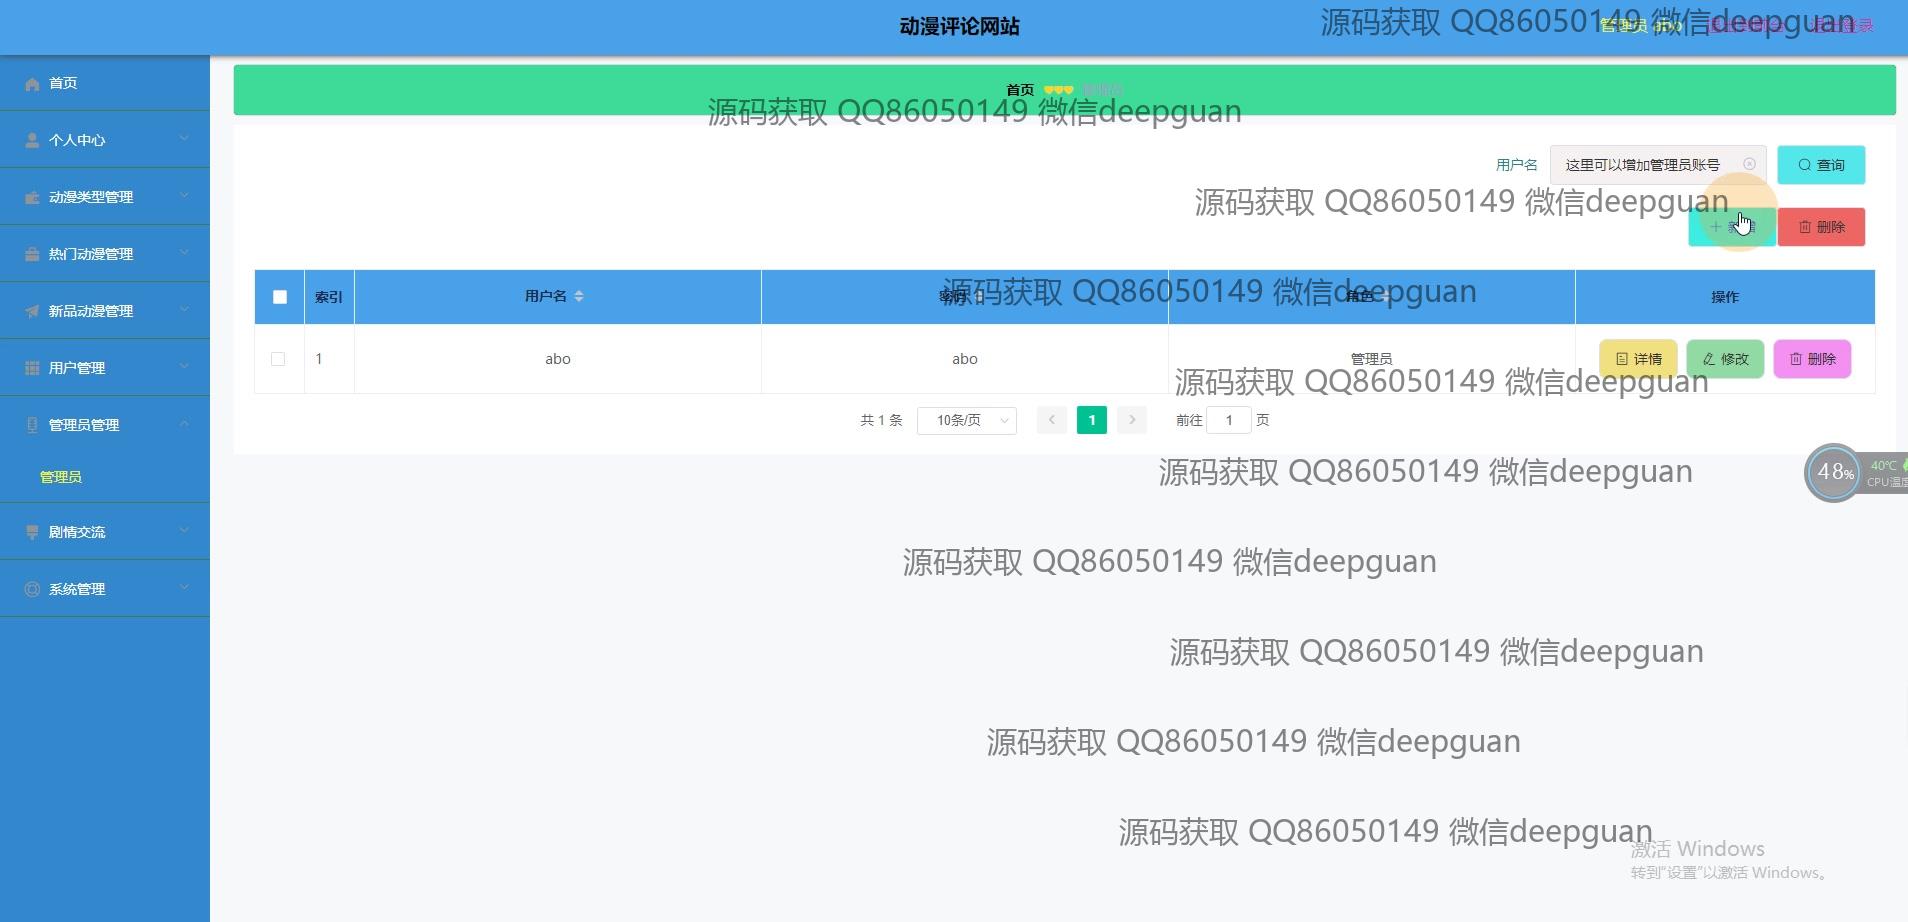 动漫评论网站
源码获取 QQ86050149 微信deepguan
管理员 abo
退出登录
首页
个人中心
动漫类型管理
热门动漫管理
新品动漫管理
用户管理
管理员管理
管理员
剧情交流
系统管理
首页
管理员
源码获取 QQ86050149 微信deepguan
用户名 这里可以增加管理员账号 查询
源码获取 QQ86050149 微信deepguan
新增 删除
索引 用户名 密码 角色 操作
源码获取 QQ86050149 微信deepguan
1 abo abo 管理员 详情 修改 删除
源码获取 QQ86050149 微信deepguan
共 1 条 10条/页 1 前往 1 页
源码获取 QQ86050149 微信deepguan
48% 40℃
CPU温度
源码获取 QQ86050149 微信deepguan
源码获取 QQ86050149 微信deepguan
源码获取 QQ86050149 微信deepguan
源码获取 QQ86050149 微信deepguan
激活 Windows
转到"设置"以激活 Windows。